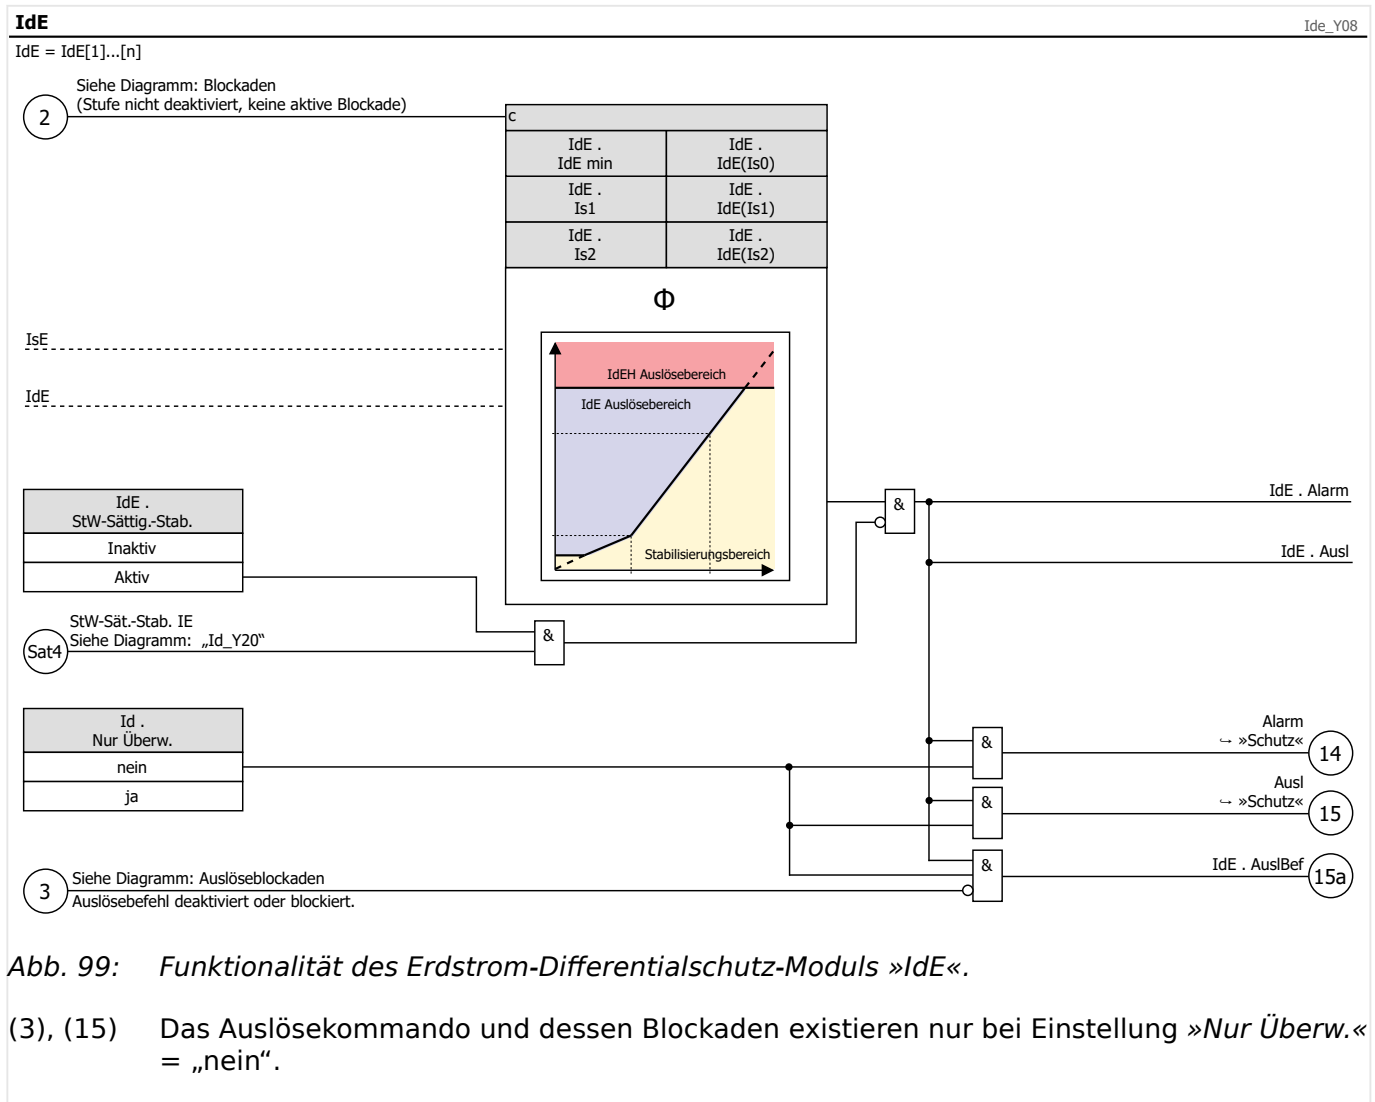 IdE
Ide_Y08
IdE = IdE[1]...[n]
Siehe Diagramm: Blockaden
(Stufe nicht deaktiviert, keine aktive Blockade)
2
c
IdE .
IdE min
IdE .
IdE(Is0)
IdE .
Is1
IdE .
IdE(Is1)
IdE .
Is2
IdE .
IdE(Is2)
Φ
IsE
IdE
IdEH Auslösebereich
IdE Auslösebereich
Stabilisierungsbereich
IdE .
StW-Sättig.-Stab.
Inaktiv
Aktiv
&
IdE . Alarm
IdE . Ausl
StW-Sät.-Stab. IE
Siehe Diagramm: „Id_Y20“
Sat4
&
Id .
Nur Überw.
nein
ja
&
Alarm
↪ »Schutz«
14
&
Ausl
↪ »Schutz«
15
&
IdE . AuslBef
15a
Siehe Diagramm: Auslöseblockaden
3
Auslösebefehl deaktiviert oder blockiert.
Abb. 99: Funktionalität des Erdstrom-Differentialschutz-Moduls »IdE«.
(3), (15) Das Auslösekommando und dessen Blockaden existieren nur bei Einstellung »Nur Überw.«
= „nein“.